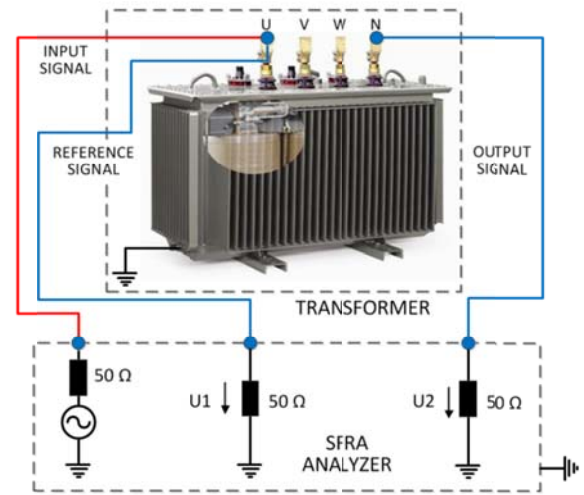 U V W N
INPUT
SIGNAL
REFERENCE
SIGNAL
OUTPUT
SIGNAL
TRANSFORMER
50 Ω
U1
50 Ω
U2
50 Ω
SFRA
ANALYZER